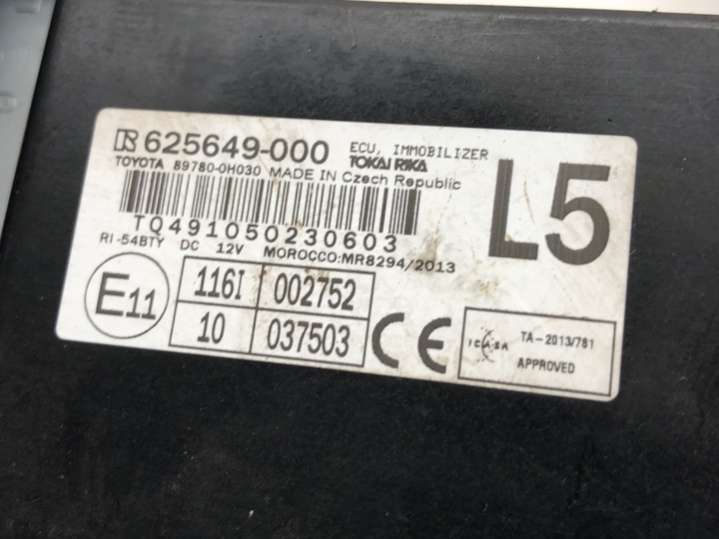 625649-000 ECU, IMMOBILIZER
TOKAI RIKA
TOYOTA 89780-0H030 MADE IN Czech Republic
L5
TQ491050230603
RI-54BTY DC 12V MOROCCO:MR8294/2013
E11
116I 002752
10 037503
CE
ICASA
TA-2013/781
APPROVED